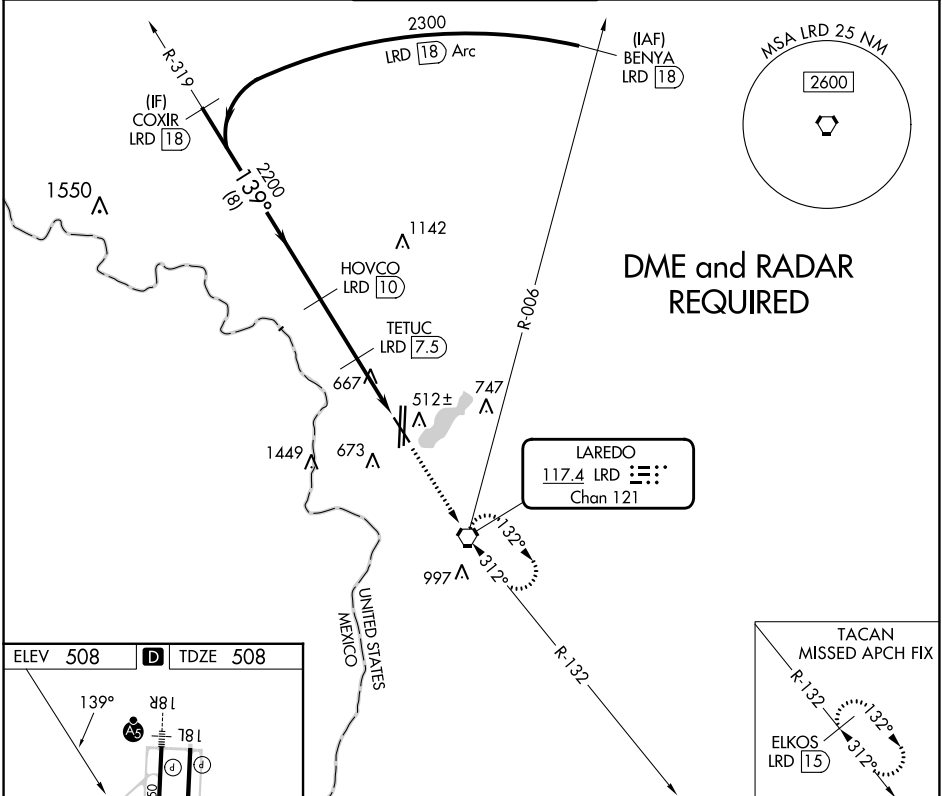 2300
LRD 18 Arc
(IAF)
BENYA
LRD 18
MSA LRD 25 NM
2600
R-319
(IF)
COXIR
LRD 18
2200
139°
(8)
1550
1142
HOVCO
LRD 10
DME and RADAR
REQUIRED
R-006
TETUC
LRD 7.5
667
512±
747
1449
673
LAREDO
117.4 LRD
Chan 121
132°
312°
997
UNITED STATES
MEXICO
R-132
ELEV 508 D TDZE 508
139°
18R
18L
A5
P
P
50
TACAN
MISSED APCH FIX
R-132
132°
312°
ELKOS
LRD 15